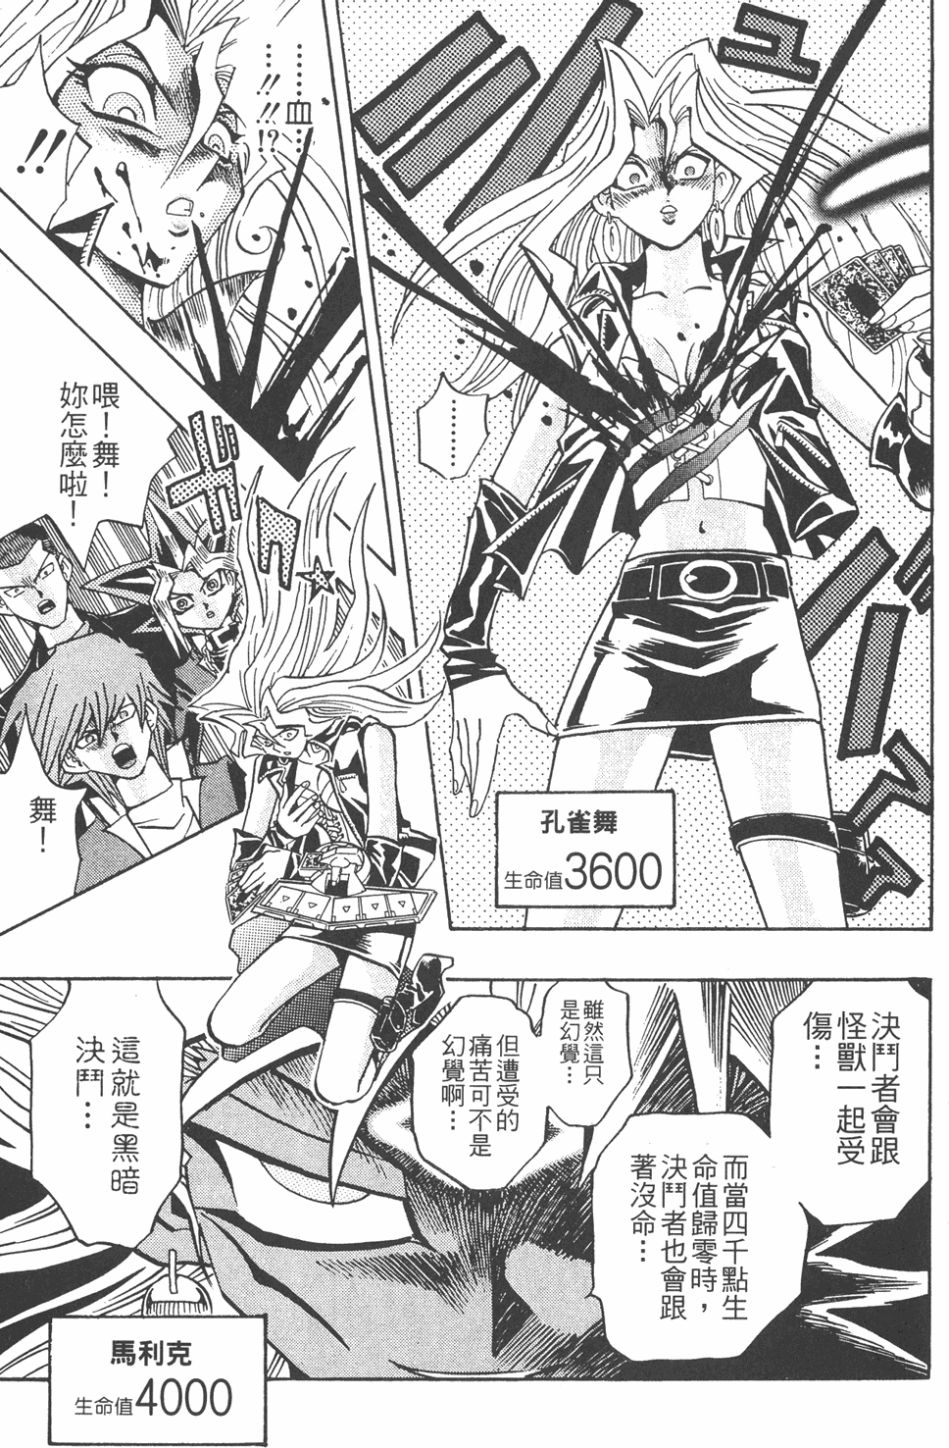 ユ
……
孔雀舞
生命值3600
……血…
…!!!!!?
!!
喂！舞！
妳怎麼啦！
舞！
決鬥者會跟
怪獸一起受
傷…
而當四千點生
命值歸零時，
決鬥者也會跟
著沒命…
雖然這只
是幻覺…
但遭受的
痛苦可不是
幻覺啊…
這就是黑暗
決鬥…
馬利克
生命值4000